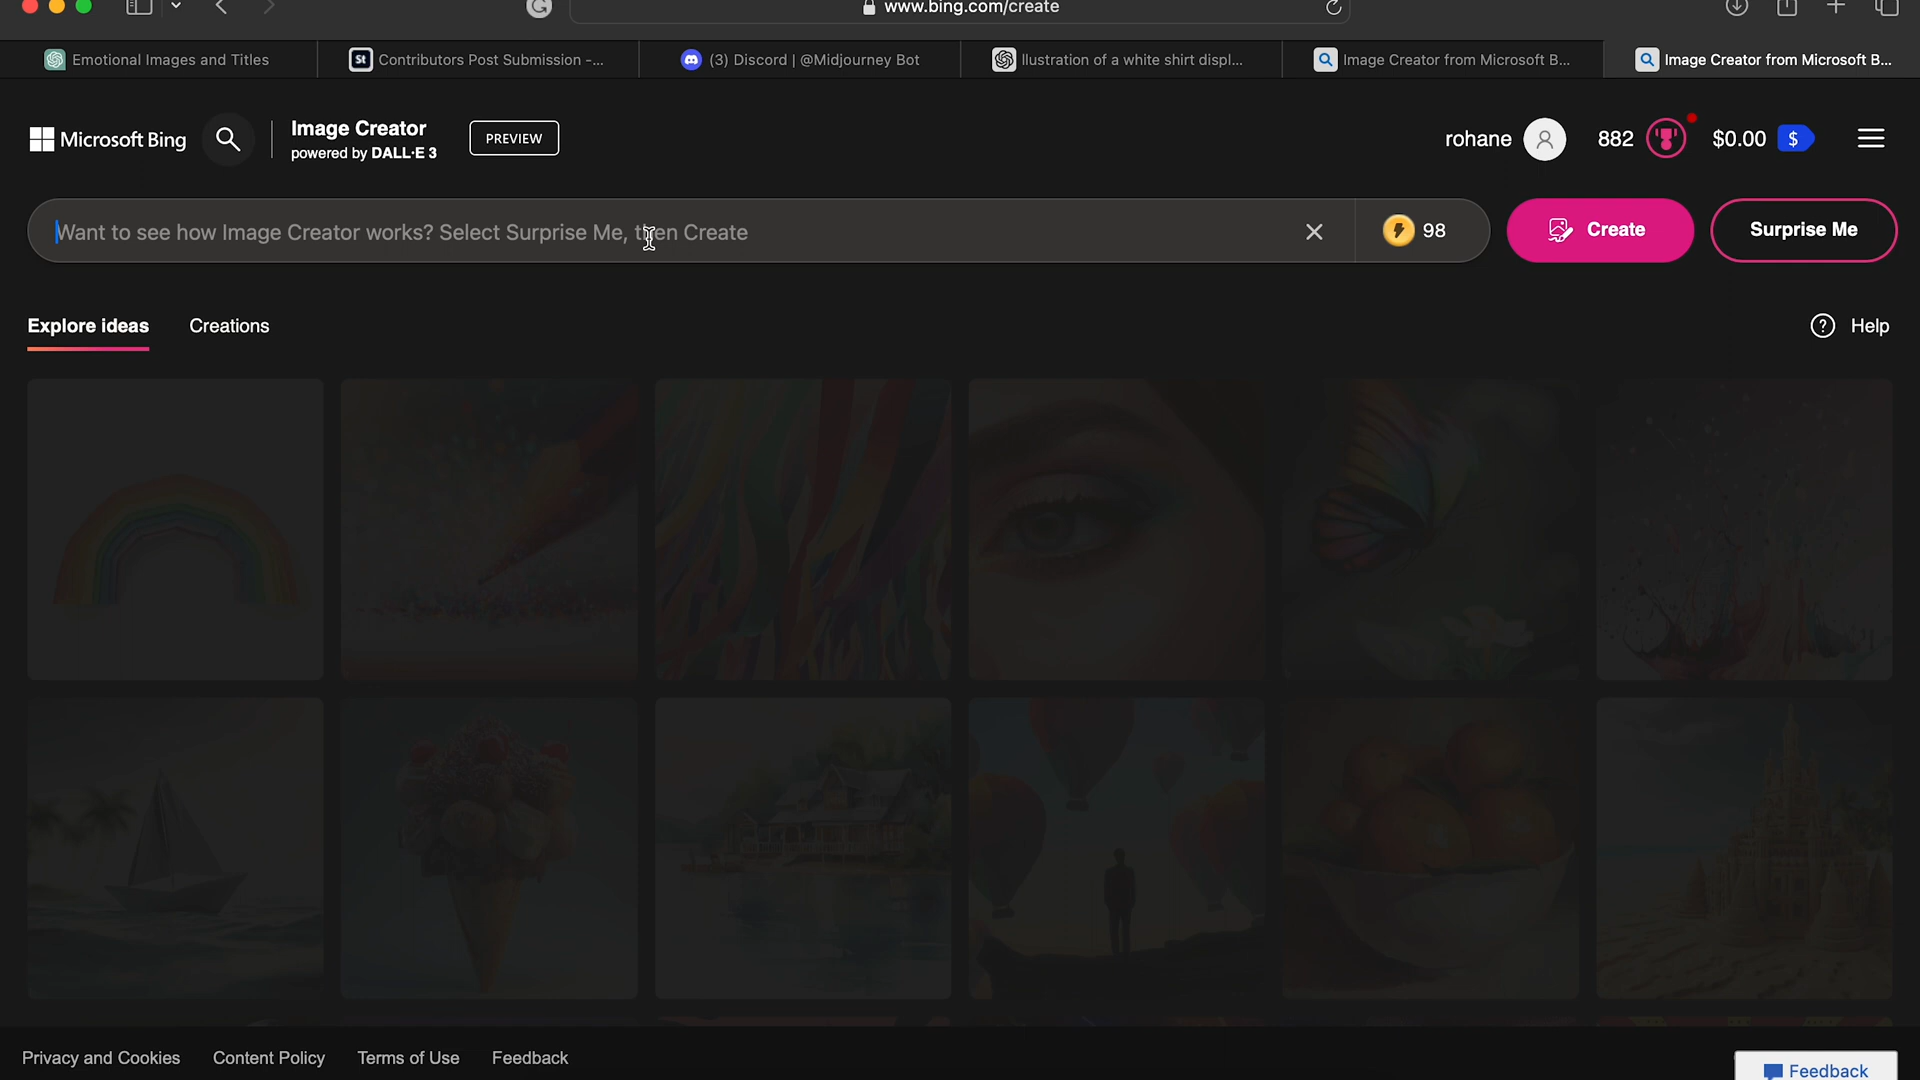 www.bing.com/create
Emotional Images and Titles
St
Contributors Post Submission -...
(3) Discord | @Midjourney Bot
llustration of a white shirt displ...
Image Creator from Microsoft B...
Image Creator from Microsoft B...
Microsoft Bing
Image Creator
powered by DALL·E 3
PREVIEW
rohane
882
$0.00
$
Want to see how Image Creator works? Select Surprise Me, then Create
98
Create
Surprise Me
Explore ideas
Creations
? Help
Privacy and Cookies
Content Policy
Terms of Use
Feedback
Feedback